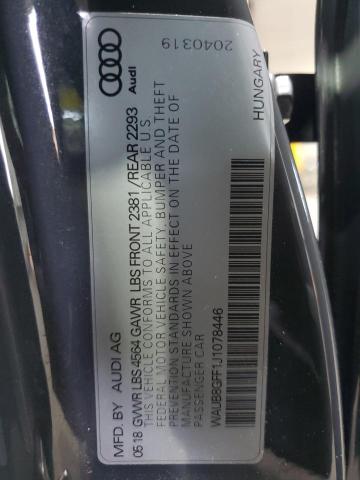 MFD. BY AUDI AG
05 18 GVWR LBS 4564 GAWR LBS FRONT 2381 / REAR 2293
THIS VEHICLE CONFORMS TO ALL APPLICABLE U S
FEDERAL MOTOR VEHICLE SAFETY, BUMPER AND THEFT
PREVENTION STANDARDS IN EFFECT ON THE DATE OF
MANUFACTURE SHOWN ABOVE
PASSENGER CAR
WAUB8GFF1J1078446
HUNGARY
Audi
2040319